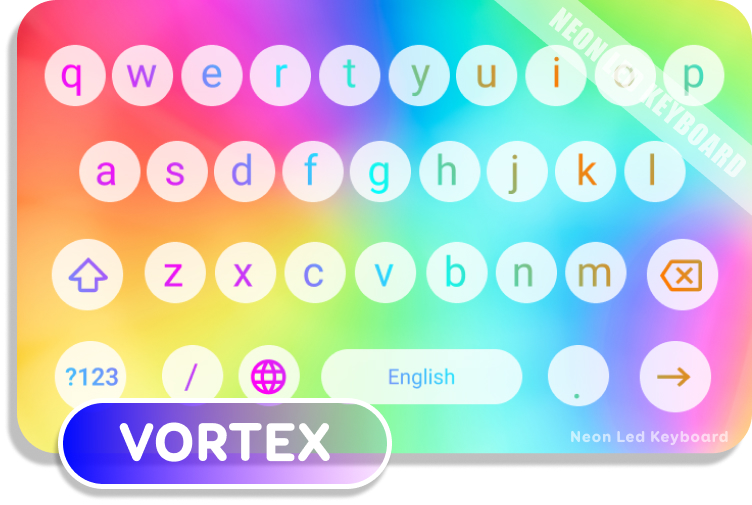 NEON LED KEYBOARD
q w e r t y u i o p
a s d f g h j k l
z x c v b n m
?123 / English . →
VORTEX
Neon Led Keyboard